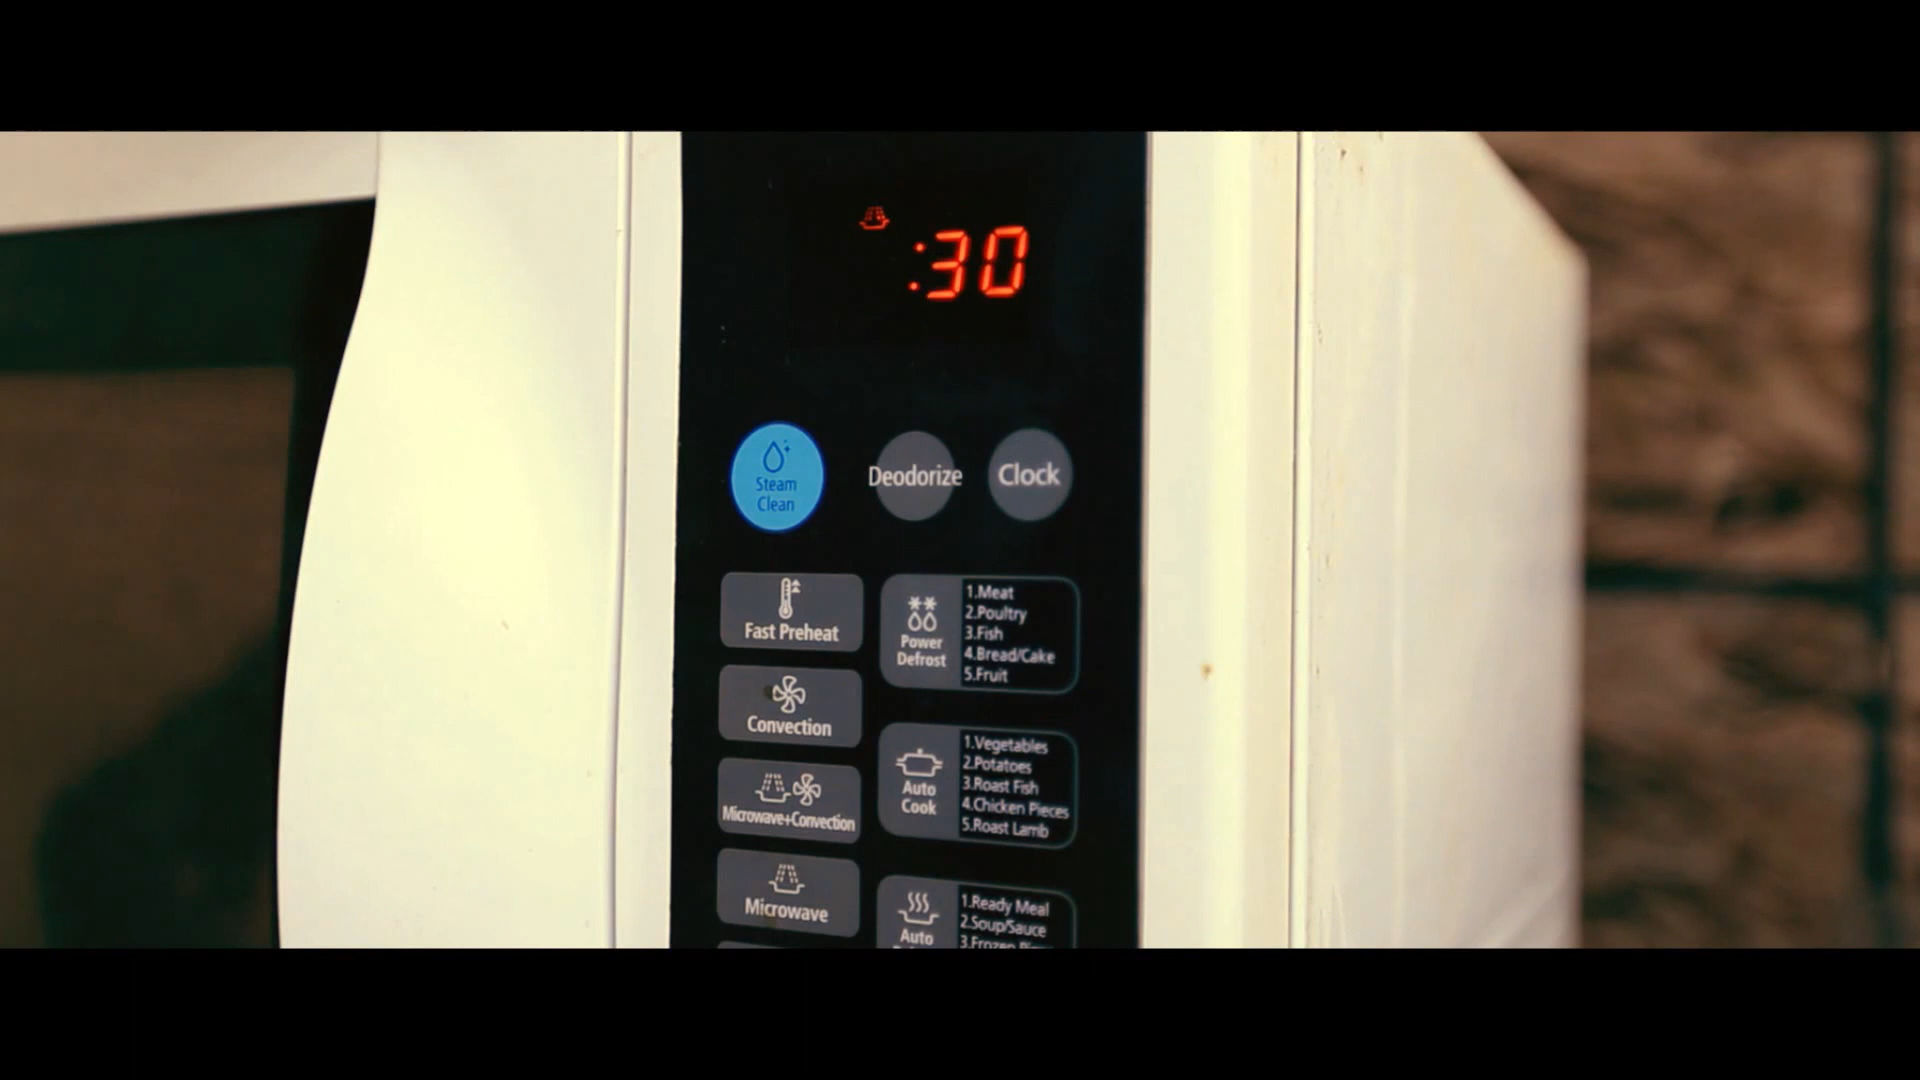 :30
Steam
Clean
Deodorize
Clock
Fast Preheat
Power
Defrost
1.Meat
2.Poultry
3.Fish
4.Bread/Cake
5.Fruit
Convection
Auto
Cook
1.Vegetables
2.Potatoes
3.Roast Fish
4.Chicken Pieces
5.Roast Lamb
Microwave+Convection
Microwave
Auto
1.Ready Meal
2.Soup/Sauce
3.Frozen